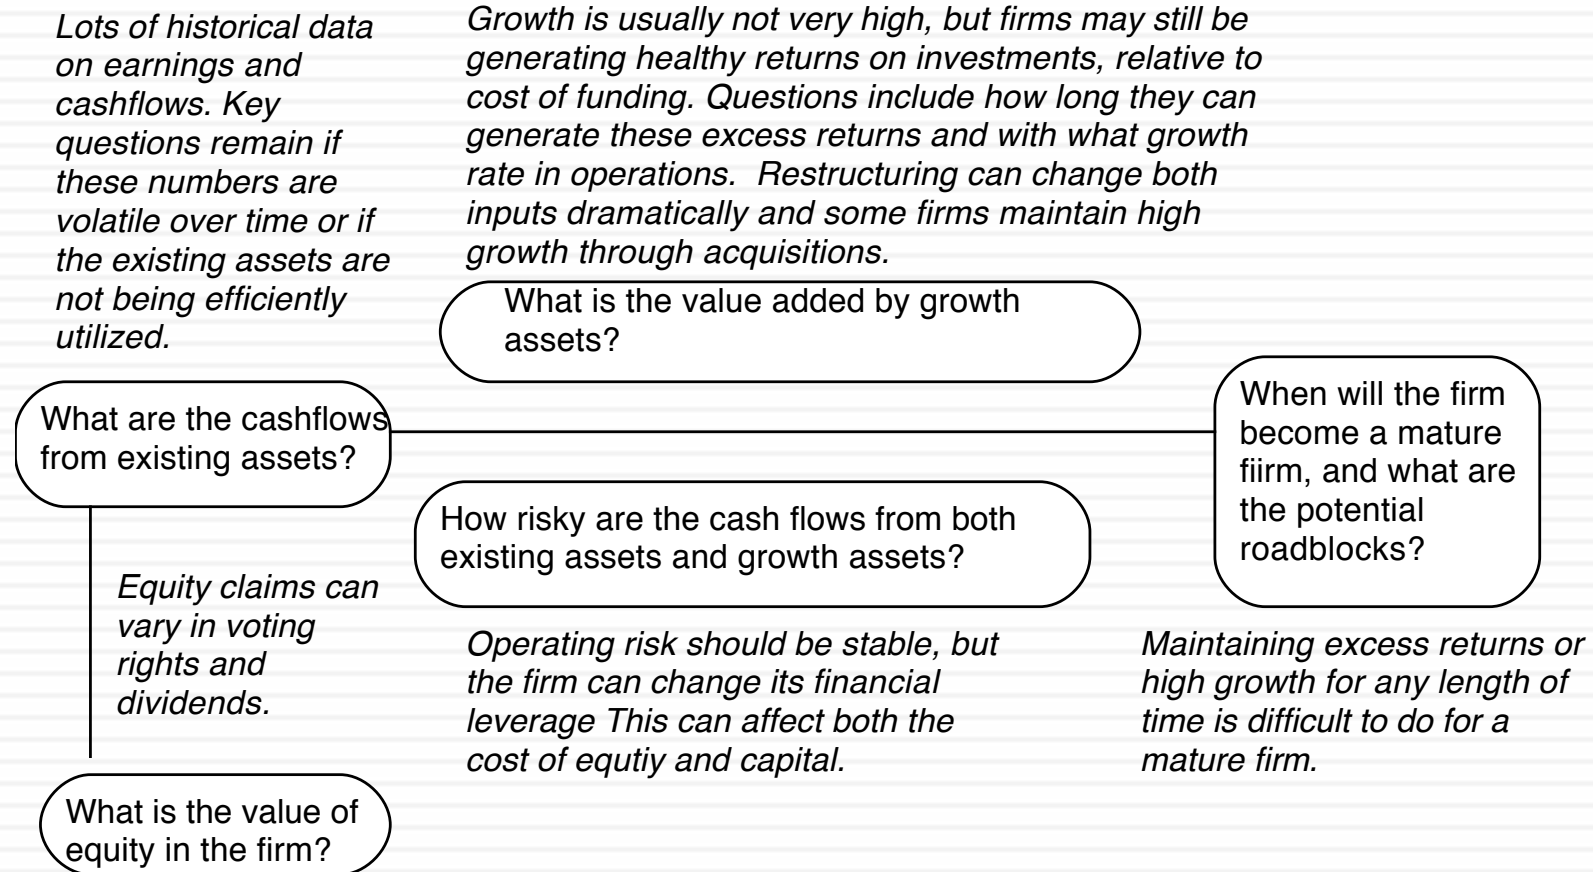 Lots of historical data
on earnings and
cashflows. Key
questions remain if
these numbers are
volatile over time or if
the existing assets are
not being efficiently
utilized.
Growth is usually not very high, but firms may still be
generating healthy returns on investments, relative to
cost of funding. Questions include how long they can
generate these excess returns and with what growth
rate in operations.  Restructuring can change both
inputs dramatically and some firms maintain high
growth through acquisitions.
What is the value added by growth
assets?
What are the cashflows
from existing assets?
When will the firm
become a mature
fiirm, and what are
the potential
roadblocks?
How risky are the cash flows from both
existing assets and growth assets?
Equity claims can
vary in voting
rights and
dividends.
Operating risk should be stable, but
the firm can change its financial
leverage This can affect both the
cost of equtiy and capital.
Maintaining excess returns or
high growth for any length of
time is difficult to do for a
mature firm.
What is the value of
equity in the firm?